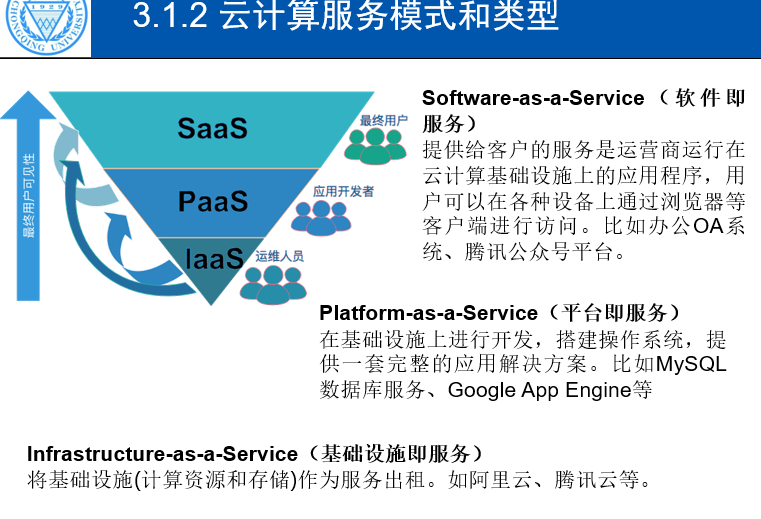 1929
CHONGQING UNIVERSITY
3.1.2 云计算服务模式和类型
最终用户可见性
SaaS
最终用户
PaaS
应用开发者
IaaS
运维人员
Software-as-a-Service（软件即
服务）
提供给客户的服务是运营商运行在
云计算基础设施上的应用程序，用
户可以在各种设备上通过浏览器等
客户端进行访问。比如办公OA系
统、腾讯公众号平台。
Platform-as-a-Service（平台即服务）
在基础设施上进行开发，搭建操作系统，提
供一套完整的应用解决方案。比如MySQL
数据库服务、Google App Engine等
Infrastructure-as-a-Service（基础设施即服务）
将基础设施(计算资源和存储)作为服务出租。如阿里云、腾讯云等。